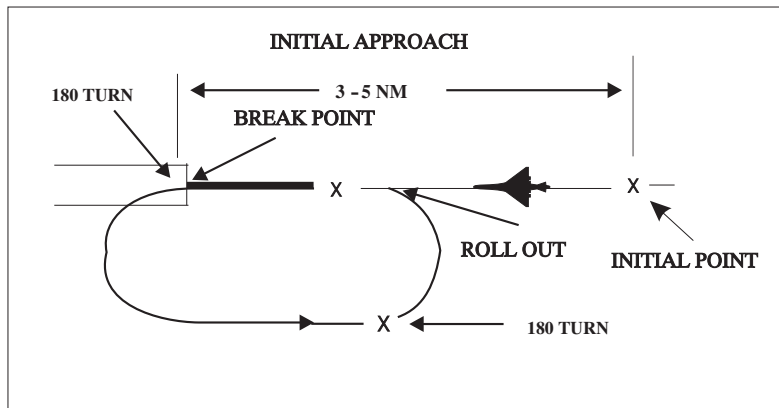 INITIAL APPROACH
180 TURN
3 - 5 NM
BREAK POINT
X
X
ROLL OUT
INITIAL POINT
X
180 TURN